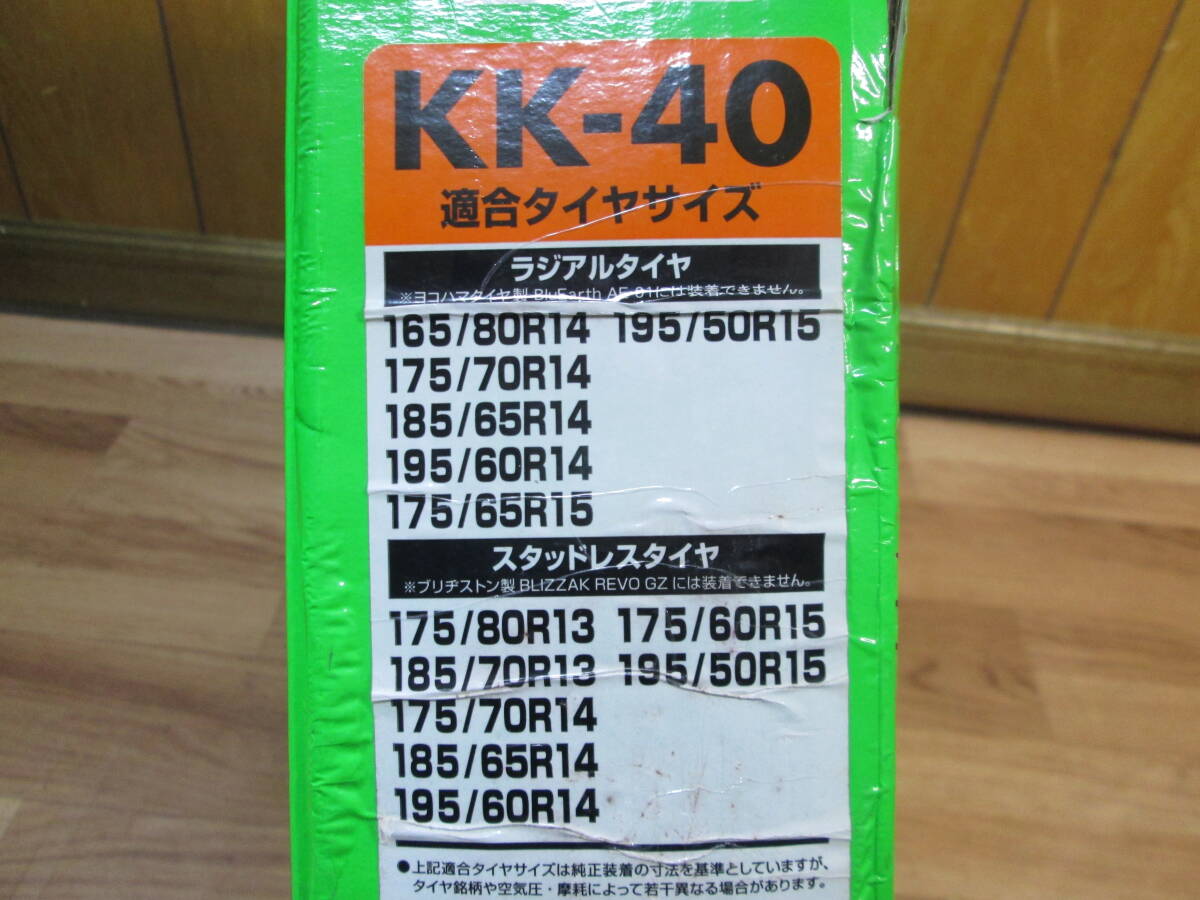 KK-40
適合タイヤサイズ
ラジアルタイヤ
※ヨコハマタイヤ製 BluEarth AE-01には装着できません。
165/80R14 195/50R15
175/70R14
185/65R14
195/60R14
175/65R15
スタッドレスタイヤ
※ブリヂストン製 BLIZZAK REVO GZ には装着できません。
175/80R13 175/60R15
185/70R13 195/50R15
175/70R14
185/65R14
195/60R14
●上記適合タイヤサイズは純正装着の寸法を基準としていますが、
タイヤ銘柄や空気圧・摩耗によって若干異なる場合があります。